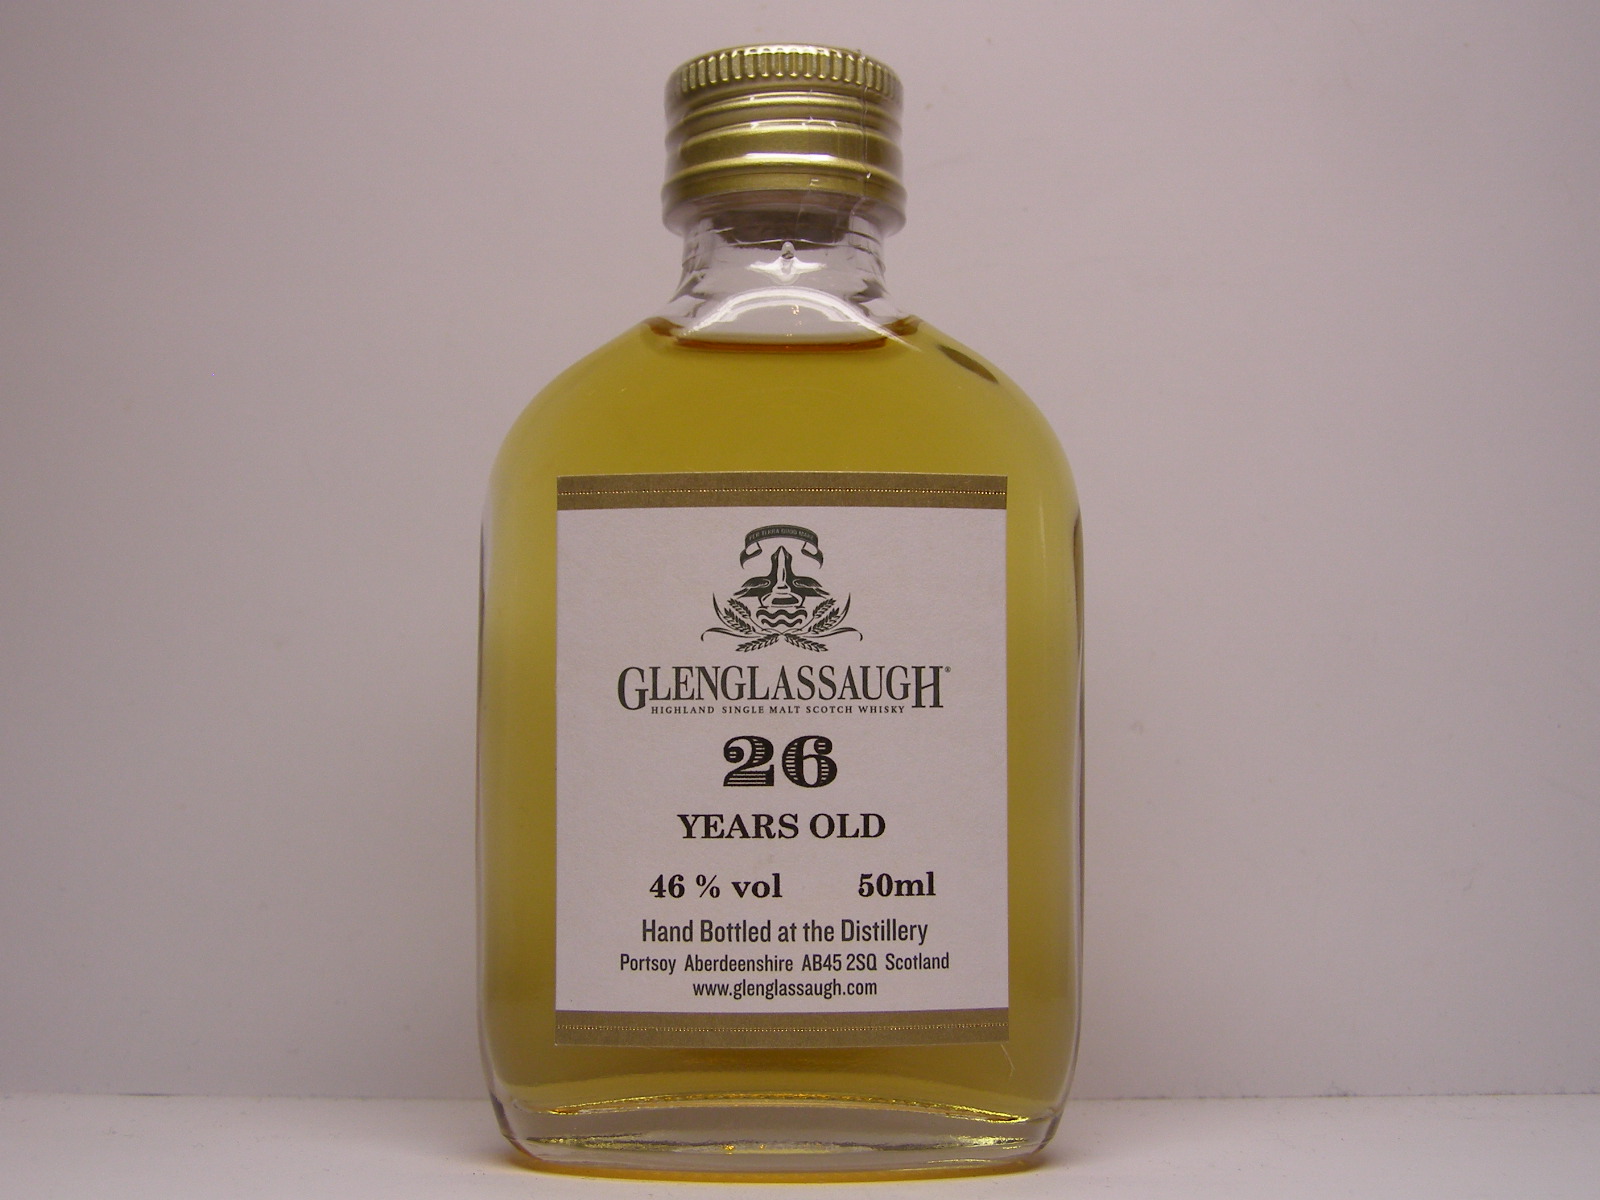 GLENGLASSAUGH®
HIGHLAND SINGLE MALT SCOTCH WHISKY
26
YEARS OLD
46 % vol 50ml
Hand Bottled at the Distillery
Portsoy Aberdeenshire AB45 2SQ Scotland
www.glenglassaugh.com